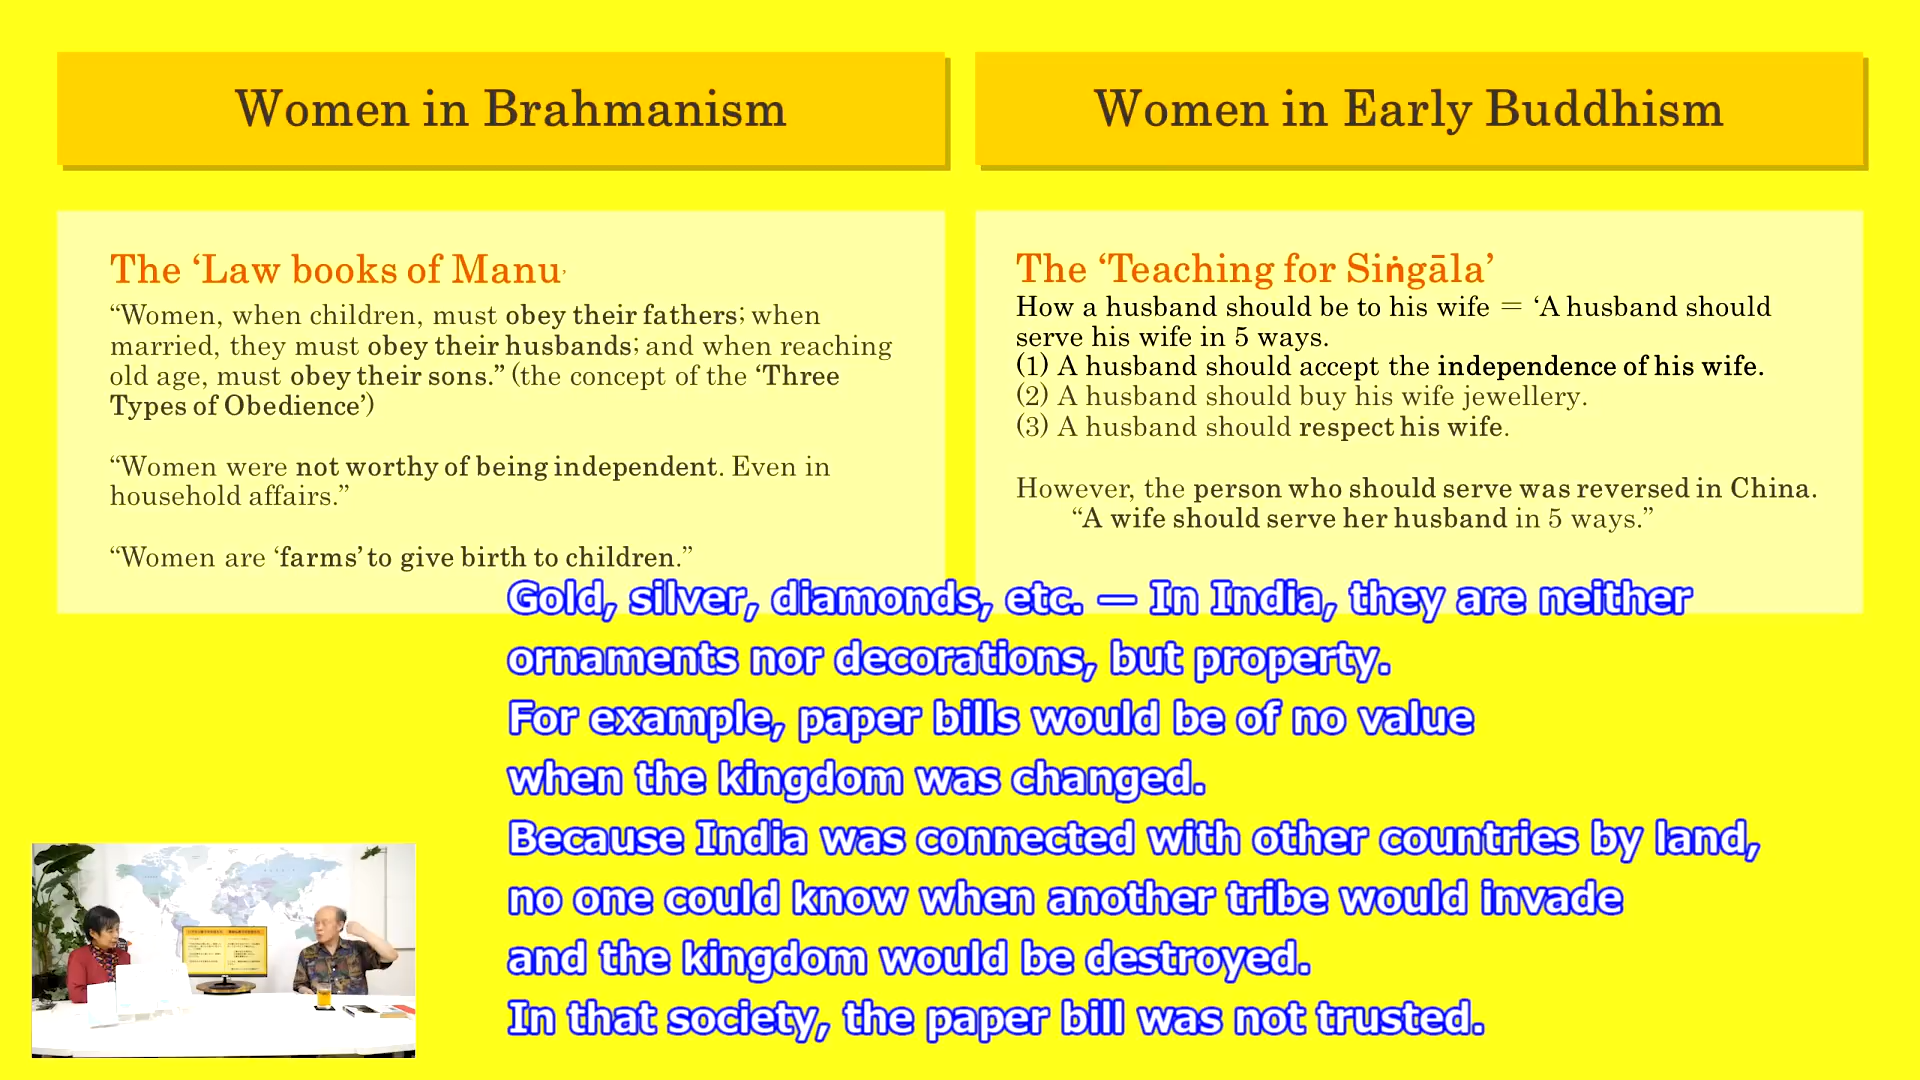 Women in Brahmanism
The ‘Law books of Manu’
“Women, when children, must obey their fathers; when
married, they must obey their husbands; and when reaching
old age, must obey their sons.” (the concept of the ‘Three
Types of Obedience’)
“Women were not worthy of being independent. Even in
household affairs.”
“Women are ‘farms’ to give birth to children.”
Women in Early Buddhism
The ‘Teaching for Siṅgāla’
How a husband should be to his wife = ‘A husband should
serve his wife in 5 ways.
(1) A husband should accept the independence of his wife.
(2) A husband should buy his wife jewellery.
(3) A husband should respect his wife.
However, the person who should serve was reversed in China.
“A wife should serve her husband in 5 ways.”
Gold, silver, diamonds, etc. — In India, they are neither
ornaments nor decorations, but property.
For example, paper bills would be of no value
when the kingdom was changed.
Because India was connected with other countries by land,
no one could know when another tribe would invade
and the kingdom would be destroyed.
In that society, the paper bill was not trusted.